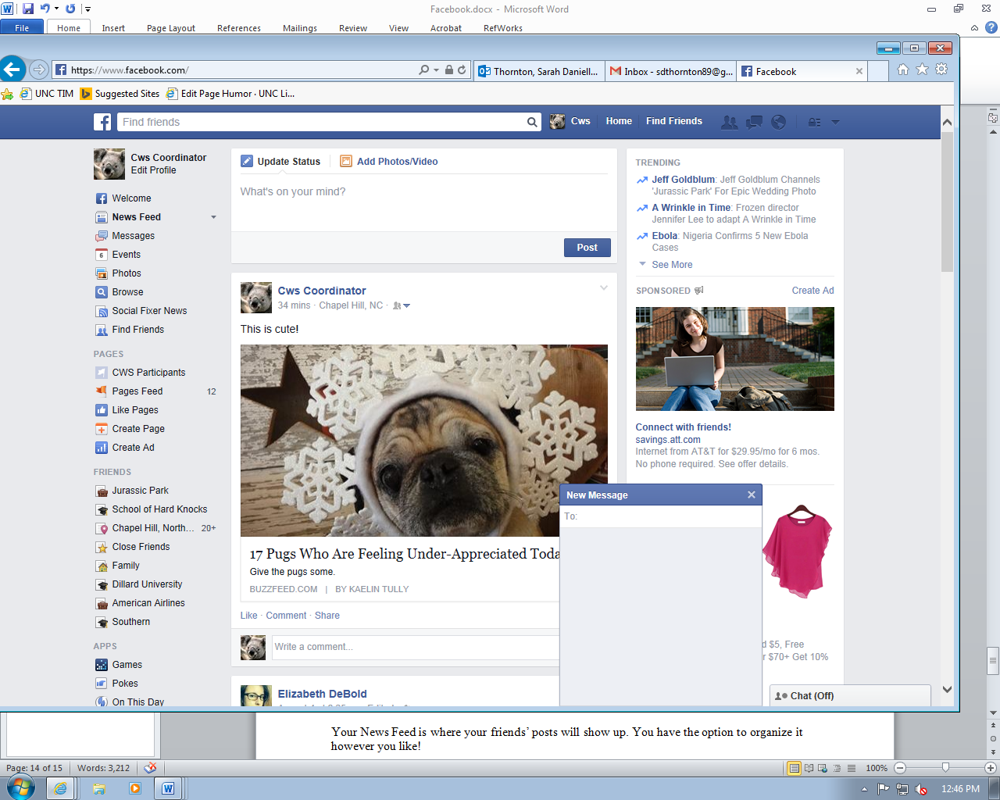 Facebook.docx - Microsoft Word
File Home Insert Page Layout References Mailings Review View Acrobat RefWorks
https://www.facebook.com/
Thornton, Sarah Daniell...
Inbox - sdthornton89@g...
Facebook
UNC TIM
Suggested Sites
Edit Page Humor · UNC Li...
Find friends
Cws
Home
Find Friends
Cws Coordinator
Edit Profile
Welcome
News Feed
Messages
Events
Photos
Browse
Social Fixer News
Find Friends
PAGES
CWS Participants
Pages Feed 12
Like Pages
Create Page
Create Ad
FRIENDS
Jurassic Park
School of Hard Knocks
Chapel Hill, North... 20+
Close Friends
Family
Dillard University
American Airlines
Southern
APPS
Games
Pokes
On This Day
Update Status
Add Photos/Video
What's on your mind?
Post
Cws Coordinator
34 mins · Chapel Hill, NC ·
This is cute!
17 Pugs Who Are Feeling Under-Appreciated Toda
Give the pugs some.
BUZZFEED.COM | BY KAELIN TULLY
Like · Comment · Share
Write a comment...
Elizabeth DeBold
TRENDING
Jeff Goldblum: Jeff Goldblum Channels
'Jurassic Park' For Epic Wedding Photo
A Wrinkle in Time: Frozen director
Jennifer Lee to adapt A Wrinkle in Time
Ebola: Nigeria Confirms 5 New Ebola
Cases
See More
SPONSORED
Create Ad
Connect with friends!
savings.att.com
Internet from AT&T for $29.95/mo for 6 mos.
No phone required. See offer details.
New Message
To:
d $5, Free
r $70+ Get 10%
Chat (Off)
Your News Feed is where your friends' posts will show up. You have the option to organize it
however you like!
Page: 14 of 15
Words: 3,212
100%
12:46 PM